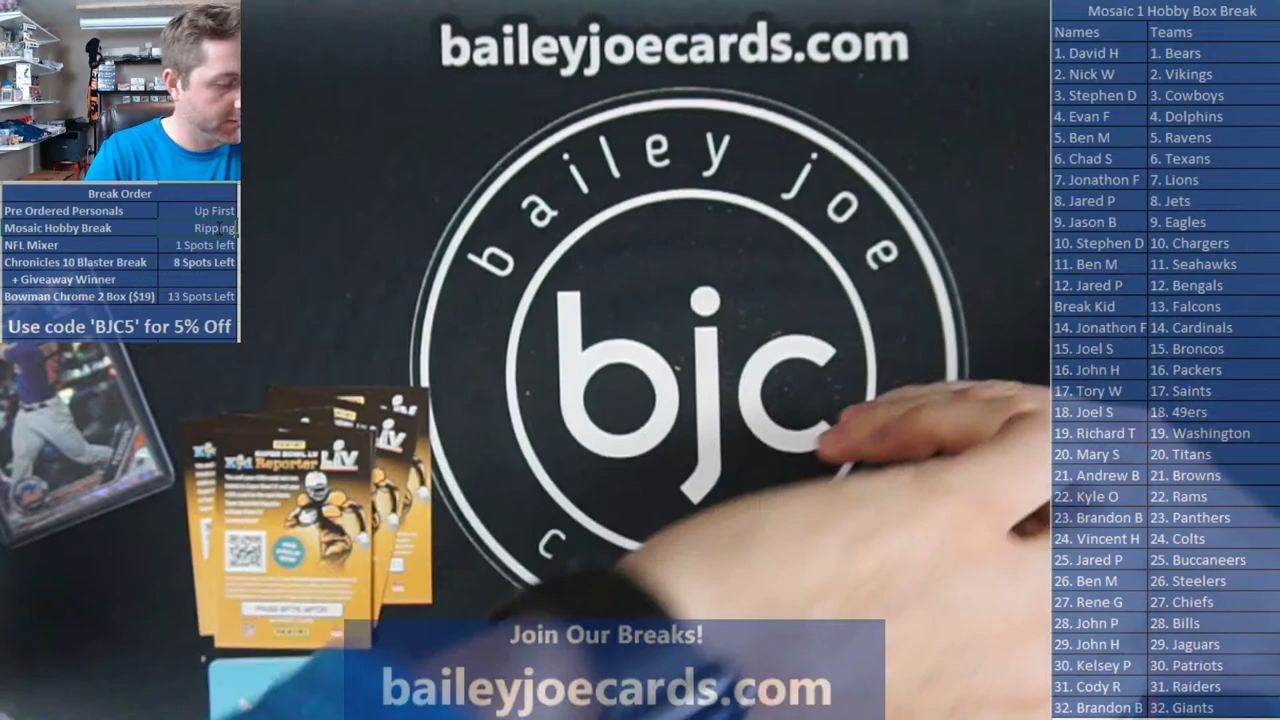 baileyjoecards.com
bailey joe
bjc
c
Break Order
Pre Ordered Personals Up First
Mosaic Hobby Break Ripping
NFL Mixer 1 Spots left
Chronicles 10 Blaster Break 8 Spots Left
+ Giveaway Winner
Bowman Chrome 2 Box ($19) 13 Spots Left
Use code 'BJC5' for 5% Off
PANINI
SUPER BOWL LV
Kid Reporter LIV
Join Our Breaks!
baileyjoecards.com
Mosaic 1 Hobby Box Break
Names Teams
1. David H 1. Bears
2. Nick W 2. Vikings
3. Stephen D 3. Cowboys
4. Evan F 4. Dolphins
5. Ben M 5. Ravens
6. Chad S 6. Texans
7. Jonathon F 7. Lions
8. Jared P 8. Jets
9. Jason B 9. Eagles
10. Stephen D 10. Chargers
11. Ben M 11. Seahawks
12. Jared P 12. Bengals
Break Kid 13. Falcons
14. Jonathon F 14. Cardinals
15. Joel S 15. Broncos
16. John H 16. Packers
17. Tory W 17. Saints
18. Joel S 18. 49ers
19. Richard T 19. Washington
20. Mary S 20. Titans
21. Andrew B 21. Browns
22. Kyle O 22. Rams
23. Brandon B 23. Panthers
24. Vincent H 24. Colts
25. Jared P 25. Buccaneers
26. Ben M 26. Steelers
27. Rene G 27. Chiefs
28. John P 28. Bills
29. John H 29. Jaguars
30. Kelsey P 30. Patriots
31. Cody R 31. Raiders
32. Brandon B 32. Giants